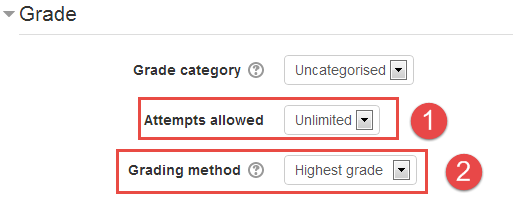 Grade
Grade category ? Uncategorised
Attempts allowed Unlimited 1
Grading method ? Highest grade 2